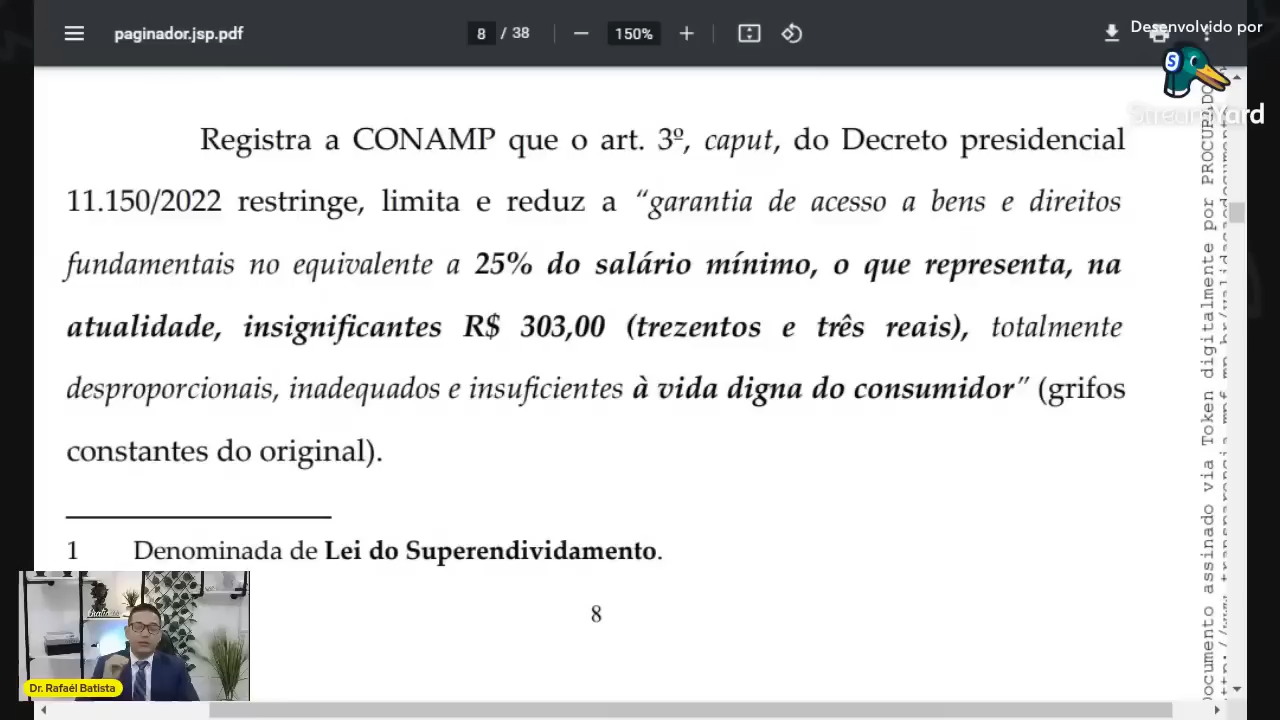 paginador.jsp.pdf
8 / 38
150%
Desenvolvido por
StreamYard
Registra a CONAMP que o art. 3º, caput, do Decreto presidencial
11.150/2022 restringe, limita e reduz a “garantia de acesso a bens e direitos
fundamentais no equivalente a 25% do salário mínimo, o que representa, na
atualidade, insignificantes R$ 303,00 (trezentos e três reais), totalmente
desproporcionais, inadequados e insuficientes à vida digna do consumidor” (grifos
constantes do original).
1 Denominada de Lei do Superendividamento.
8
Documento assinado via Token digitalmente por
Dr. Rafael Batista